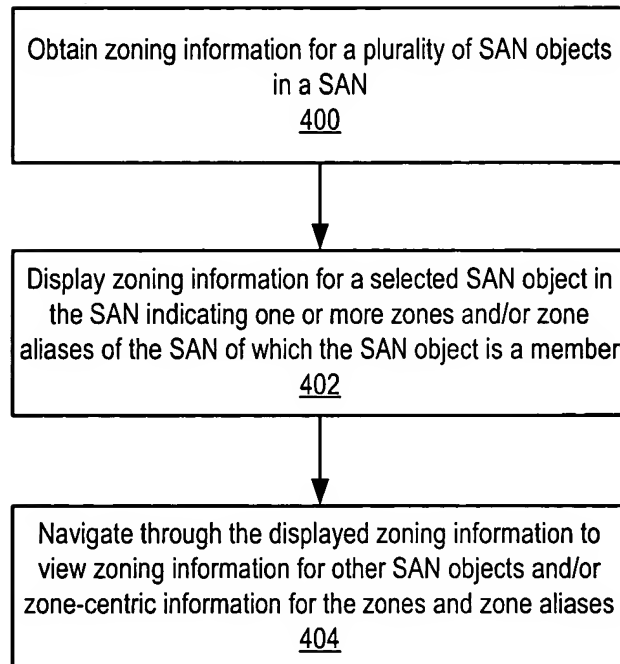 Obtain zoning information for a plurality of SAN objects
in a SAN
400
Display zoning information for a selected SAN object in
the SAN indicating one or more zones and/or zone
aliases of the SAN of which the SAN object is a member
402
Navigate through the displayed zoning information to
view zoning information for other SAN objects and/or
zone-centric information for the zones and zone aliases
404